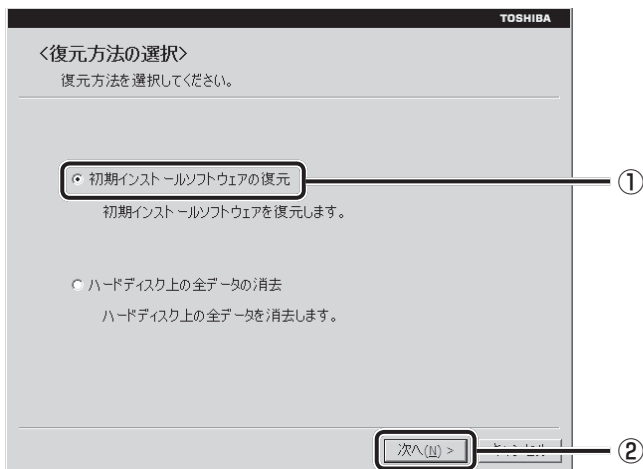 TOSHIBA
<復元方法の選択>
復元方法を選択してください。
初期インストールソフトウェアの復元
①
初期インストールソフトウェアを復元します。
ハードディスク上の全データの消去
ハードディスク上の全データを消去します。
次へ(N) >
②